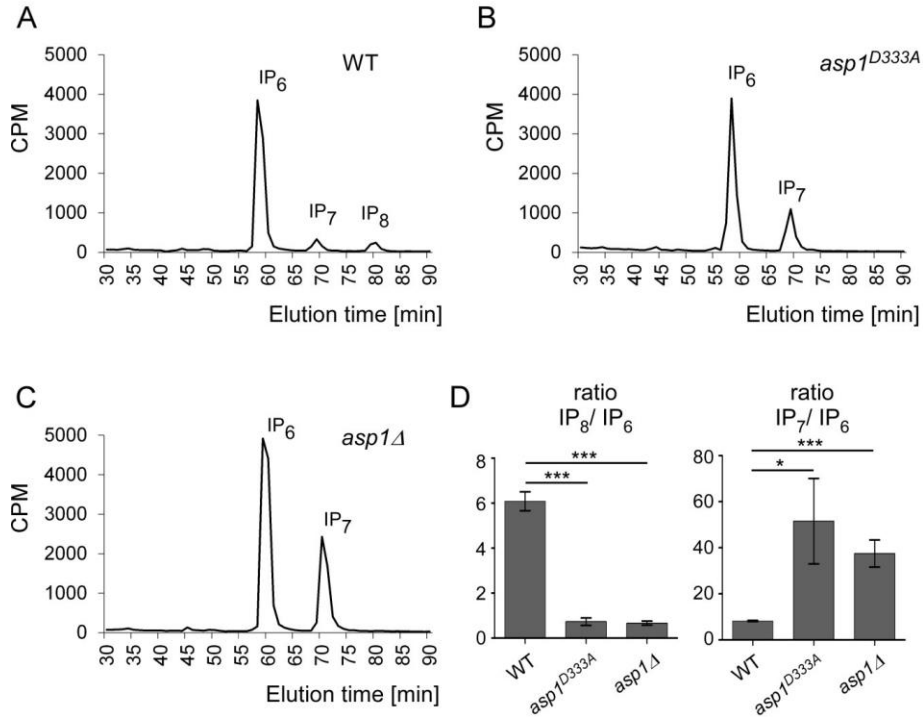 A
WT
CPM
5000
4000
3000
2000
1000
0
IP6
IP7
IP8
30 35 40 45 50 55 60 65 70 75 80 85 90
Elution time [min]
B
asp1D333A
CPM
5000
4000
3000
2000
1000
0
IP6
IP7
30 35 40 45 50 55 60 65 70 75 80 85 90
Elution time [min]
C
asp1Δ
CPM
5000
4000
3000
2000
1000
0
IP6
IP7
30 35 40 45 50 55 60 65 70 75 80 85 90
Elution time [min]
D
ratio
IP8/ IP6
***
***
6
4
2
0
WT
asp1D333A
asp1Δ
ratio
IP7/ IP6
***
*
80
60
40
20
0
WT
asp1D333A
asp1Δ